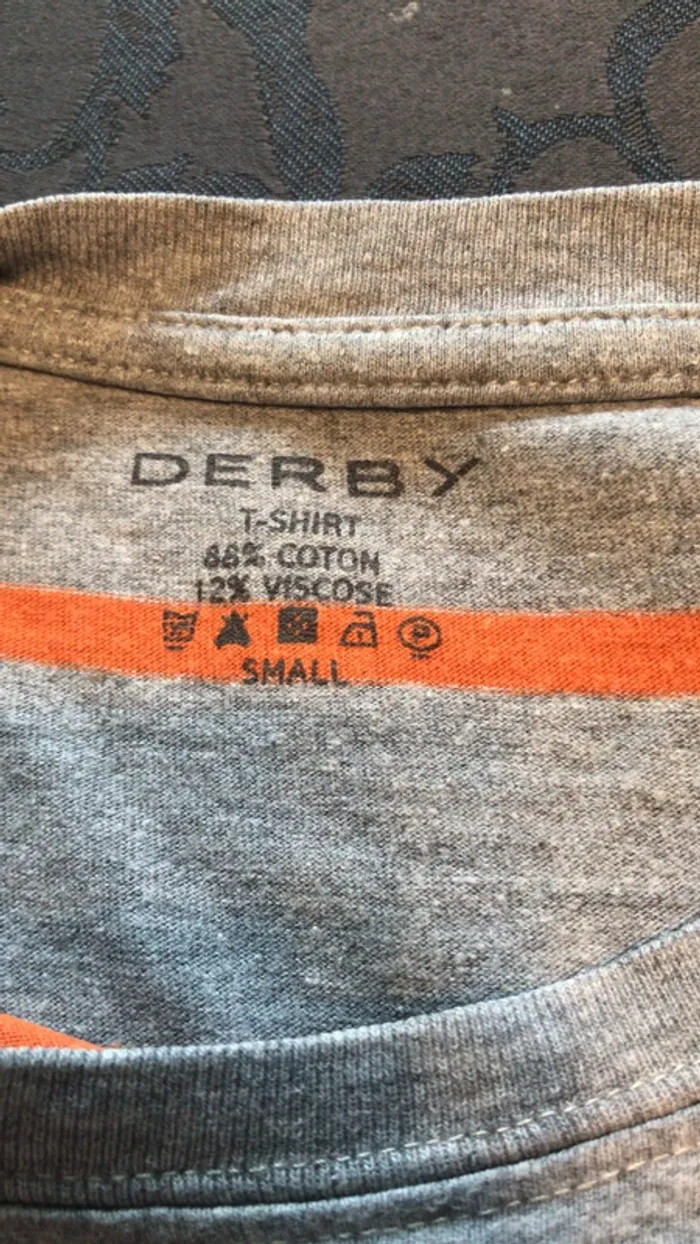 DERBY
T-SHIRT
88% COTON
12% VISCOSE
SMALL